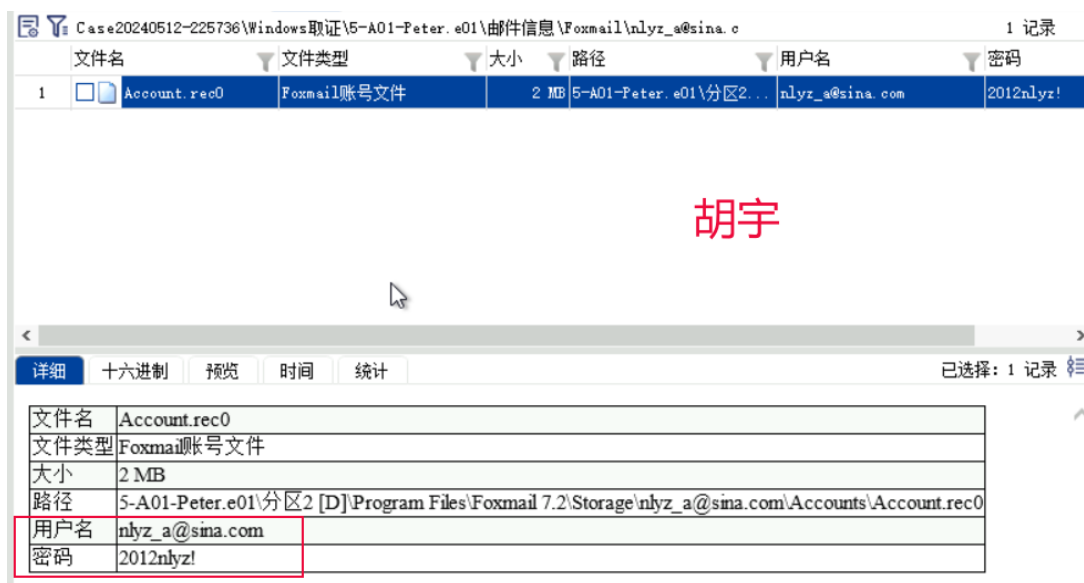 Case20240512-225736\Windows取证\5-A01-Peter.e01\邮件信息\Foxmail\nlyz_a@sina.c 1 记录
文件名 文件类型 大小 路径 用户名 密码
1 Account.rec0 Foxmail账号文件 2 MB 5-A01-Peter.e01\分区2... nlyz_a@sina.com 2012nlyz!
胡宇
详细 十六进制 预览 时间 统计 已选择: 1 记录
文件名 Account.rec0
文件类型 Foxmail账号文件
大小 2 MB
路径 5-A01-Peter.e01\分区2 [D]\Program Files\Foxmail 7.2\Storage\nlyz_a@sina.com\Accounts\Account.rec0
用户名 nlyz_a@sina.com
密码 2012nlyz!